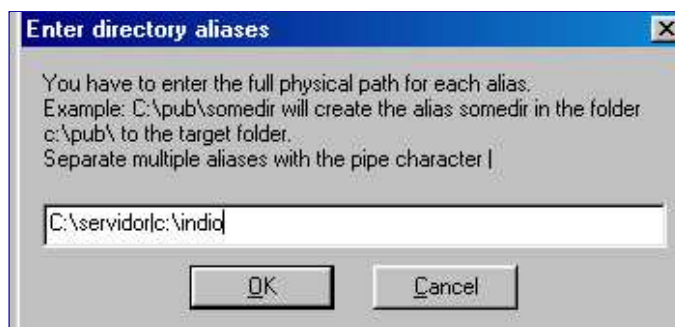 Enter directory aliases
You have to enter the full physical path for each alias.
Example: C:\pub\somedir will create the alias somedir in the folder
c:\pub\ to the target folder.
Separate multiple aliases with the pipe character |
C:\servidor|c:\indio
OK
Cancel